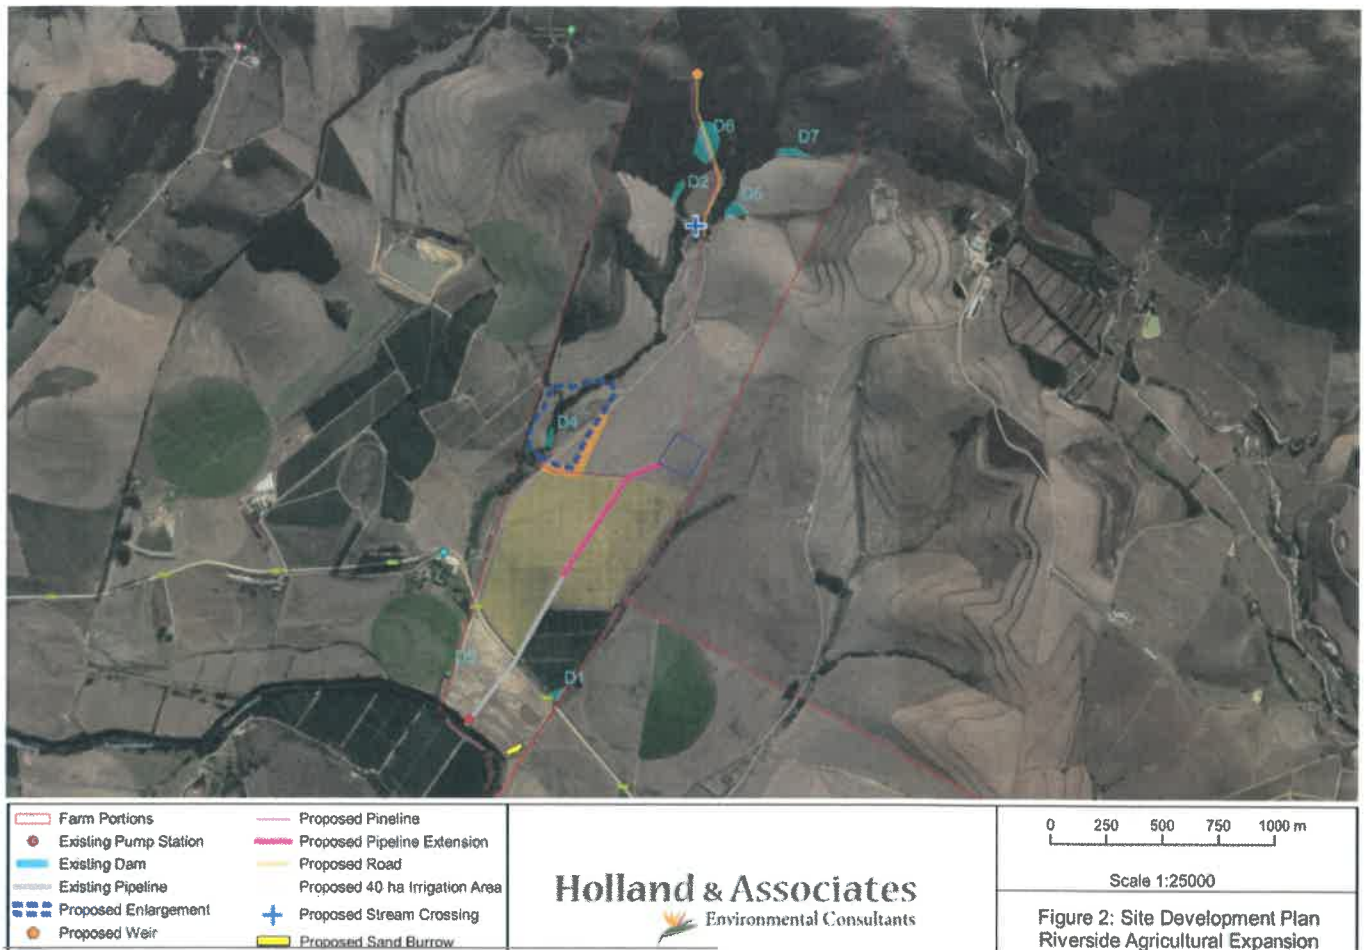 D6
D7
D2
D5
D4
D3
D1
Farm Portions
Existing Pump Station
Existing Dam
Existing Pipeline
Proposed Enlargement
Proposed Weir
Proposed Pineline
Proposed Pipeline Extension
Proposed Road
Proposed 40 ha Irrigation Area
Proposed Stream Crossing
Proposed Sand Burrow
Holland & Associates
Environmental Consultants
0 250 500 750 1000 m
Scale 1:25000
Figure 2: Site Development Plan
Riverside Agricultural Expansion